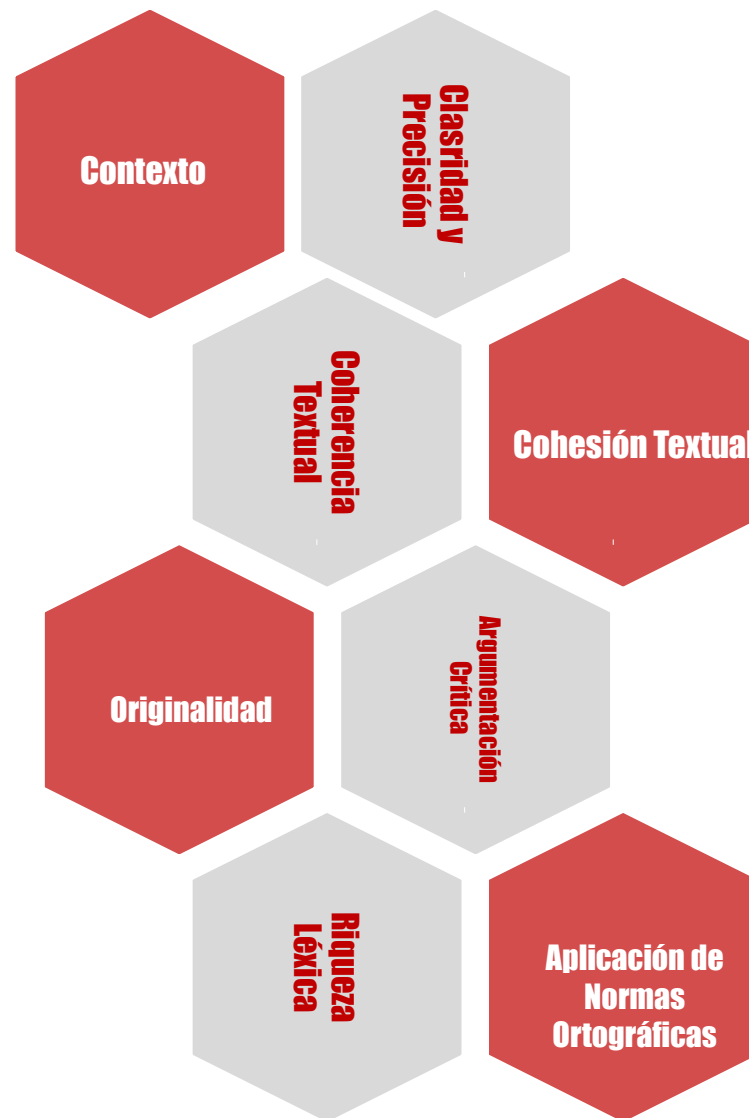 Contexto
Clasridad y
Precisión
Coherencia
Textual
Cohesión Textual
Originalidad
Argumentación
Crítica
Riqueza
Léxica
Aplicación de
Normas
Ortográficas